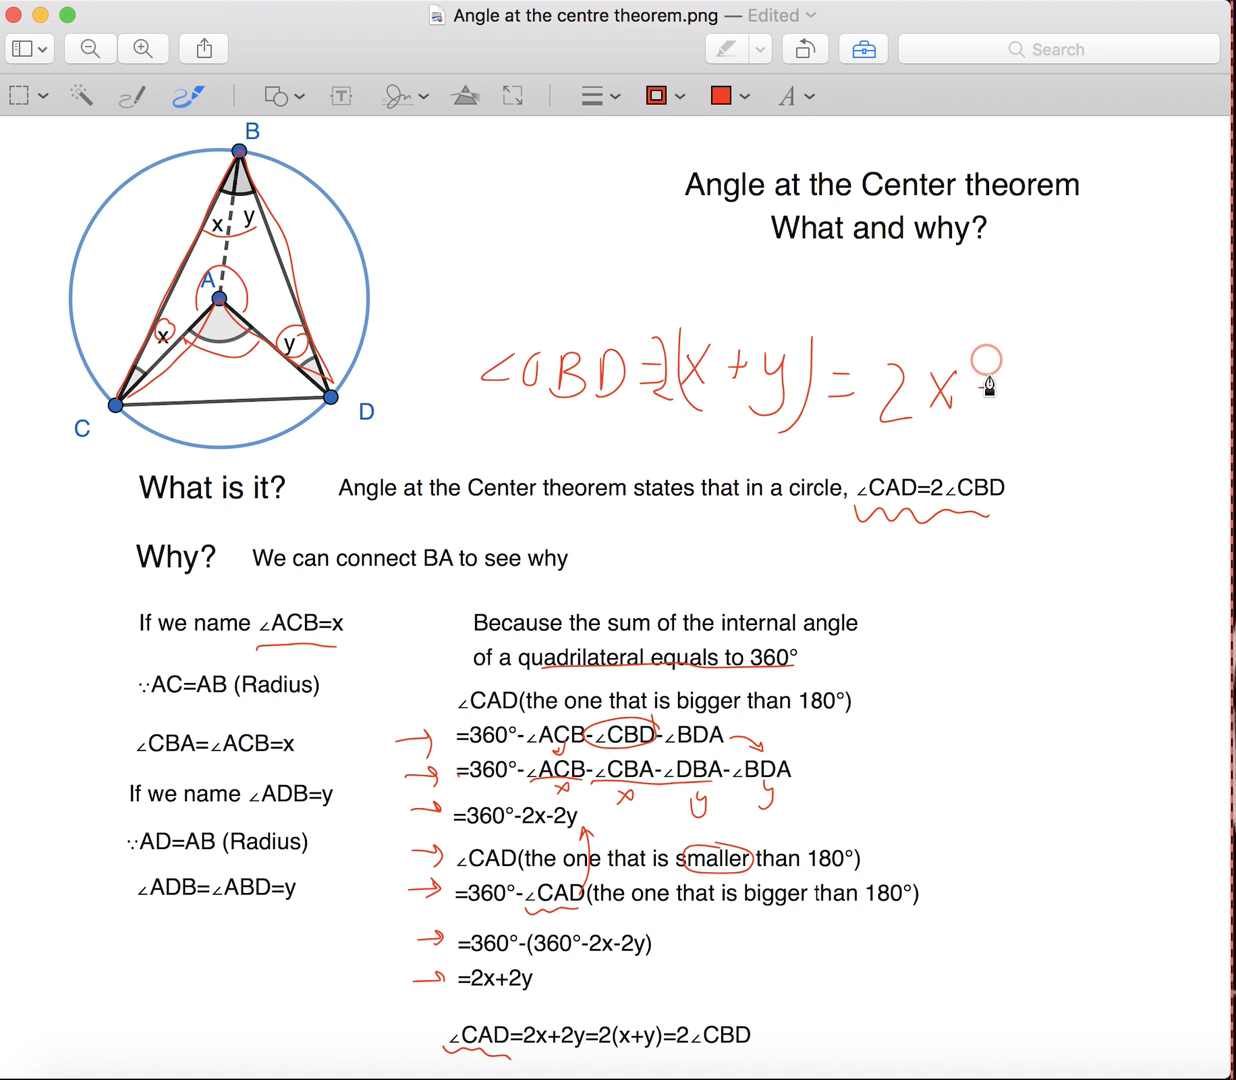 Angle at the centre theorem.png — Edited
Search
B
x y
A
x
y
C
D
Angle at the Center theorem
What and why?
2(x+y)=2x
What is it? Angle at the Center theorem states that in a circle, ∠CAD=2∠CBD
Why? We can connect BA to see why
If we name ∠ACB=x
∵AC=AB (Radius)
∠CBA=∠ACB=x
If we name ∠ADB=y
∵AD=AB (Radius)
∠ADB=∠ABD=y
Because the sum of the internal angle
of a quadrilateral equals to 360°
∠CAD(the one that is bigger than 180°)
=360°-∠ACB-∠CBD-∠BDA
=360°-∠ACB-∠CBA-∠DBA-∠BDA
x x y y
=360°-2x-2y
∠CAD(the one that is smaller than 180°)
=360°-∠CAD(the one that is bigger than 180°)
=360°-(360°-2x-2y)
=2x+2y
∠CAD=2x+2y=2(x+y)=2∠CBD